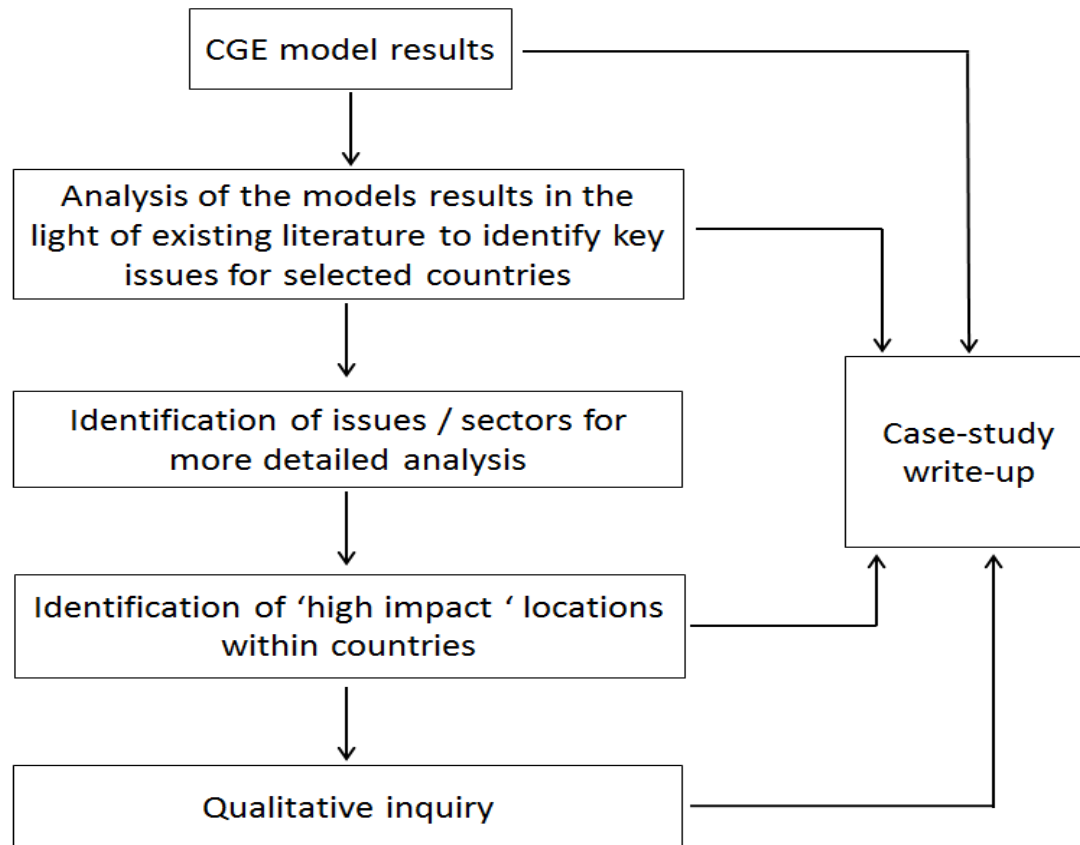 CGE model results
Analysis of the models results in the
light of existing literature to identify key
issues for selected countries
Identification of issues / sectors for
more detailed analysis
Identification of ‘high impact ‘ locations
within countries
Qualitative inquiry
Case-study
write-up